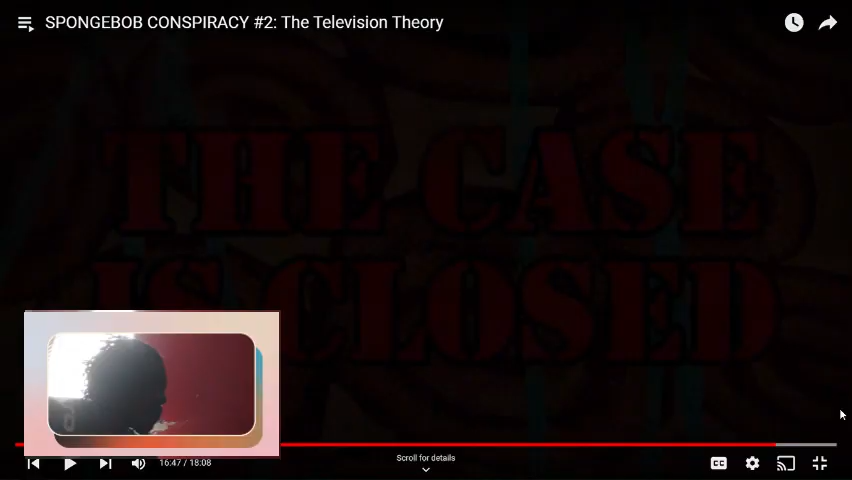 SPONGEBOB CONSPIRACY #2: The Television Theory
THE CASE
IS CLOSED
16:47 / 18:08
Scroll for details
CC